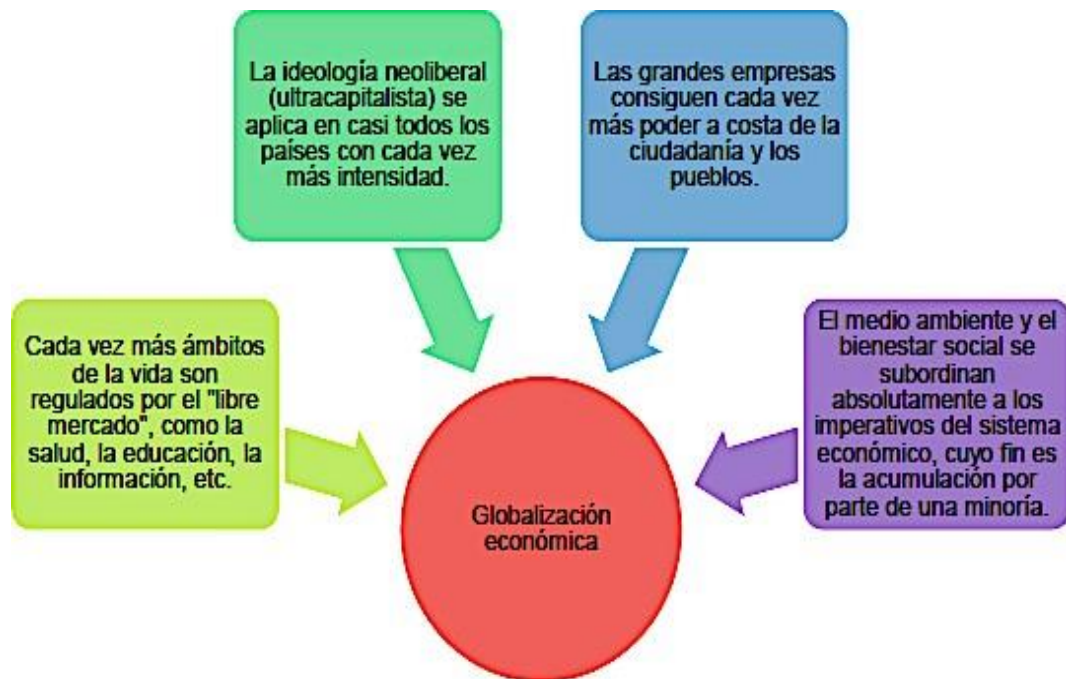 La ideología neoliberal
(ultracapitalista) se
aplica en casi todos los
países con cada vez
más intensidad.
Las grandes empresas
consiguen cada vez
más poder a costa de la
ciudadanía y los
pueblos.
Cada vez más ámbitos
de la vida son
regulados por el "libre
mercado", como la
salud, la educación, la
información, etc.
El medio ambiente y el
bienestar social se
subordinan
absolutamente a los
imperativos del sistema
económico, cuyo fin es
la acumulación por
parte de una minoría.
Globalización
económica